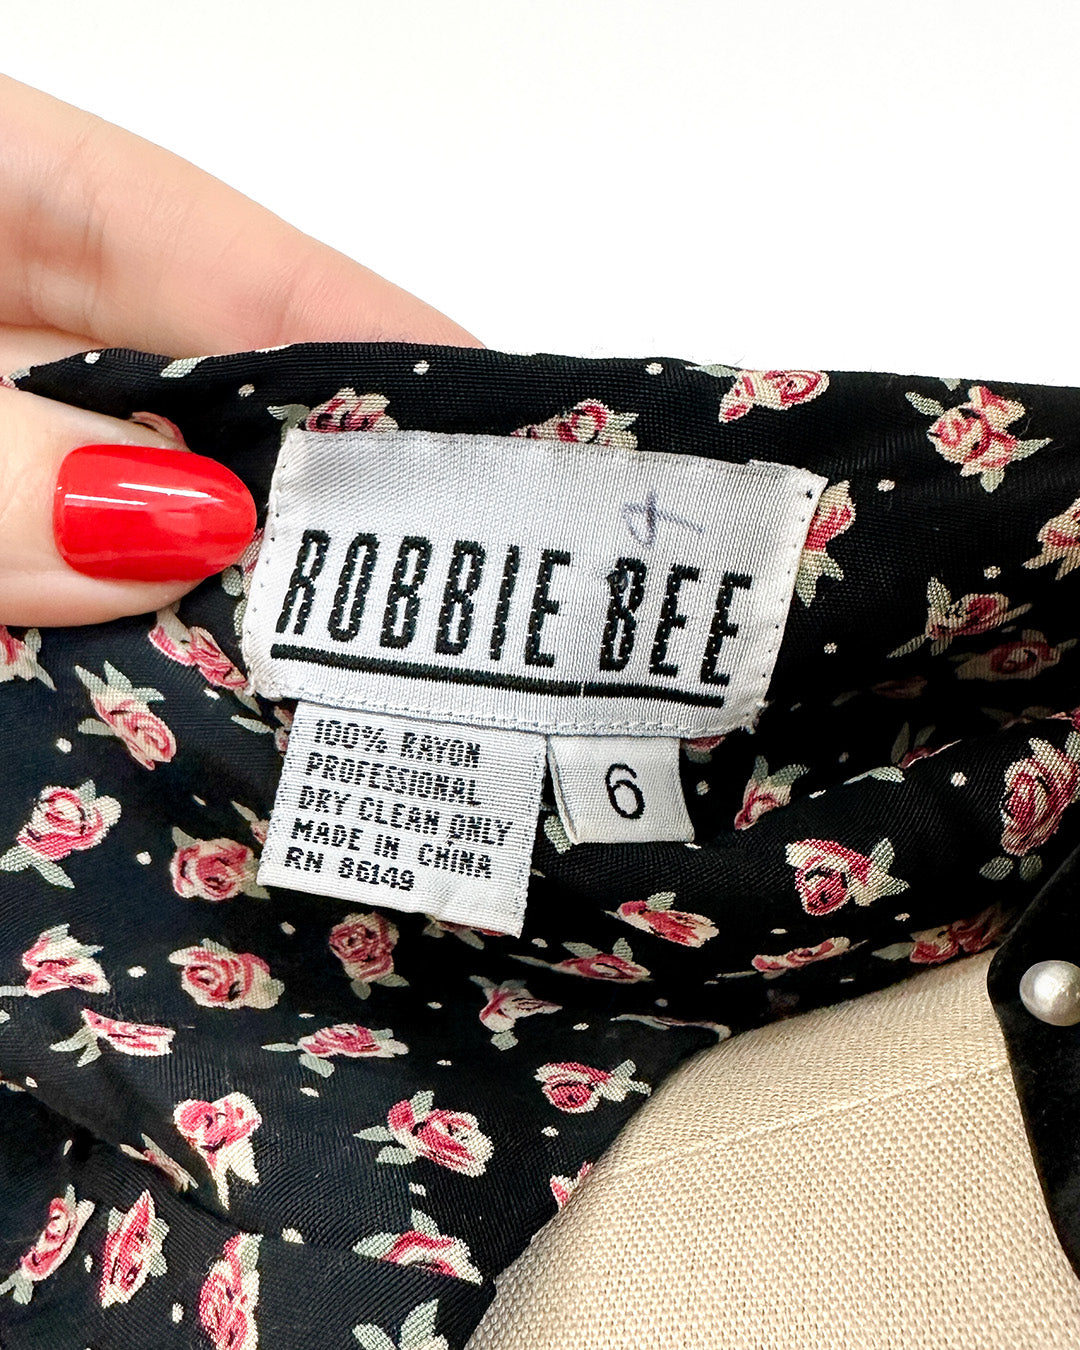 ROBBIE BEE
100% RAYON
PROFESSIONAL
DRY CLEAN ONLY
MADE IN CHINA
RN 86149
6